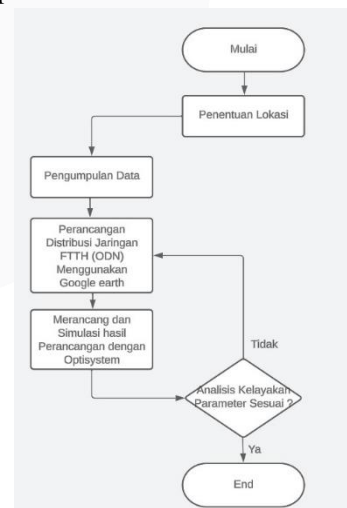 Mulai
Penentuan Lokasi
Pengumpulan Data
Perancangan
Distribusi Jaringan
FTTH (ODN)
Menggunakan
Google earth
Merancang dan
Simulasi hasil
Perancangan dengan
Optisystem
Tidak
Analisis Kelayakan
Parameter Sesuai ?
Ya
End